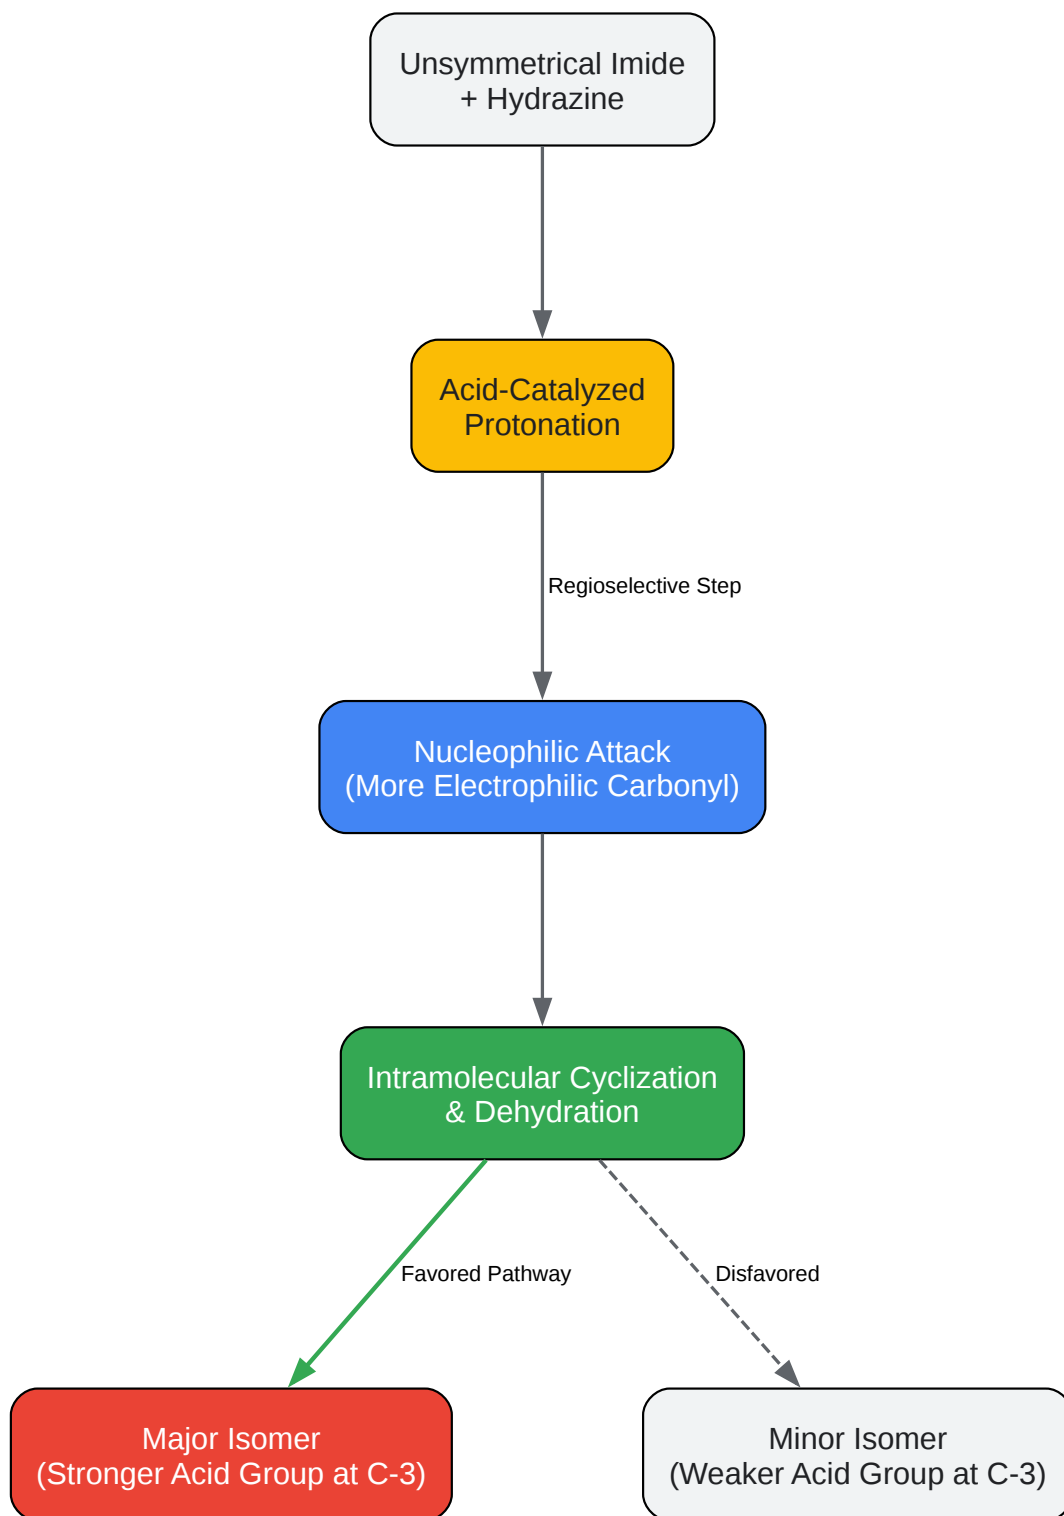 Unsymmetrical Imide
+ Hydrazine
Acid-Catalyzed
Protonation
Regioselective Step
Nucleophilic Attack
(More Electrophilic Carbonyl)
Intramolecular Cyclization
& Dehydration
Favored Pathway
Disfavored
Major Isomer
(Stronger Acid Group at C-3)
Minor Isomer
(Weaker Acid Group at C-3)